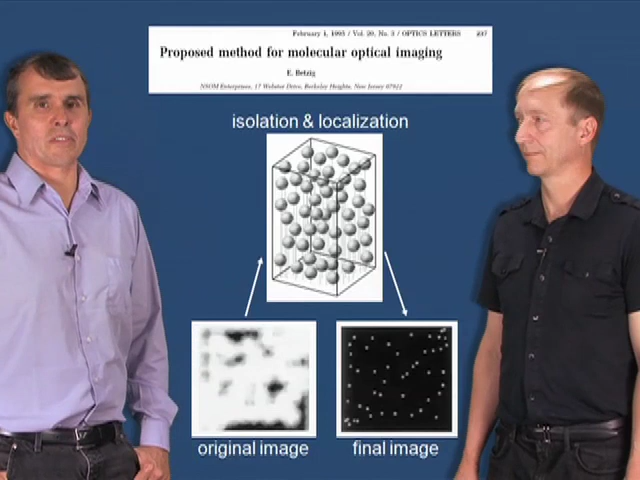 February 1, 1995 / Vol. 20, No. 3 / OPTICS LETTERS 237
Proposed method for molecular optical imaging
E. Betzig
NSOM Enterprises, 17 Webster Drive, Berkeley Heights, New Jersey 07922
isolation & localization
original image
final image